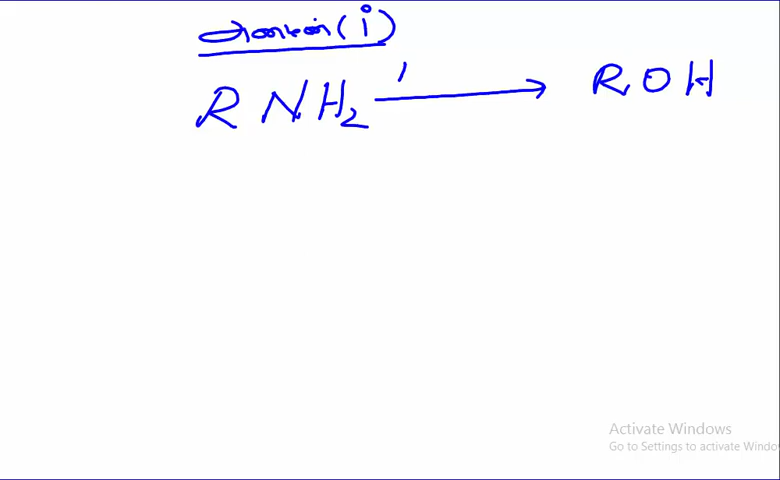 (i)
RNH2 → ROH
Activate Windows
Go to Settings to activate Windo